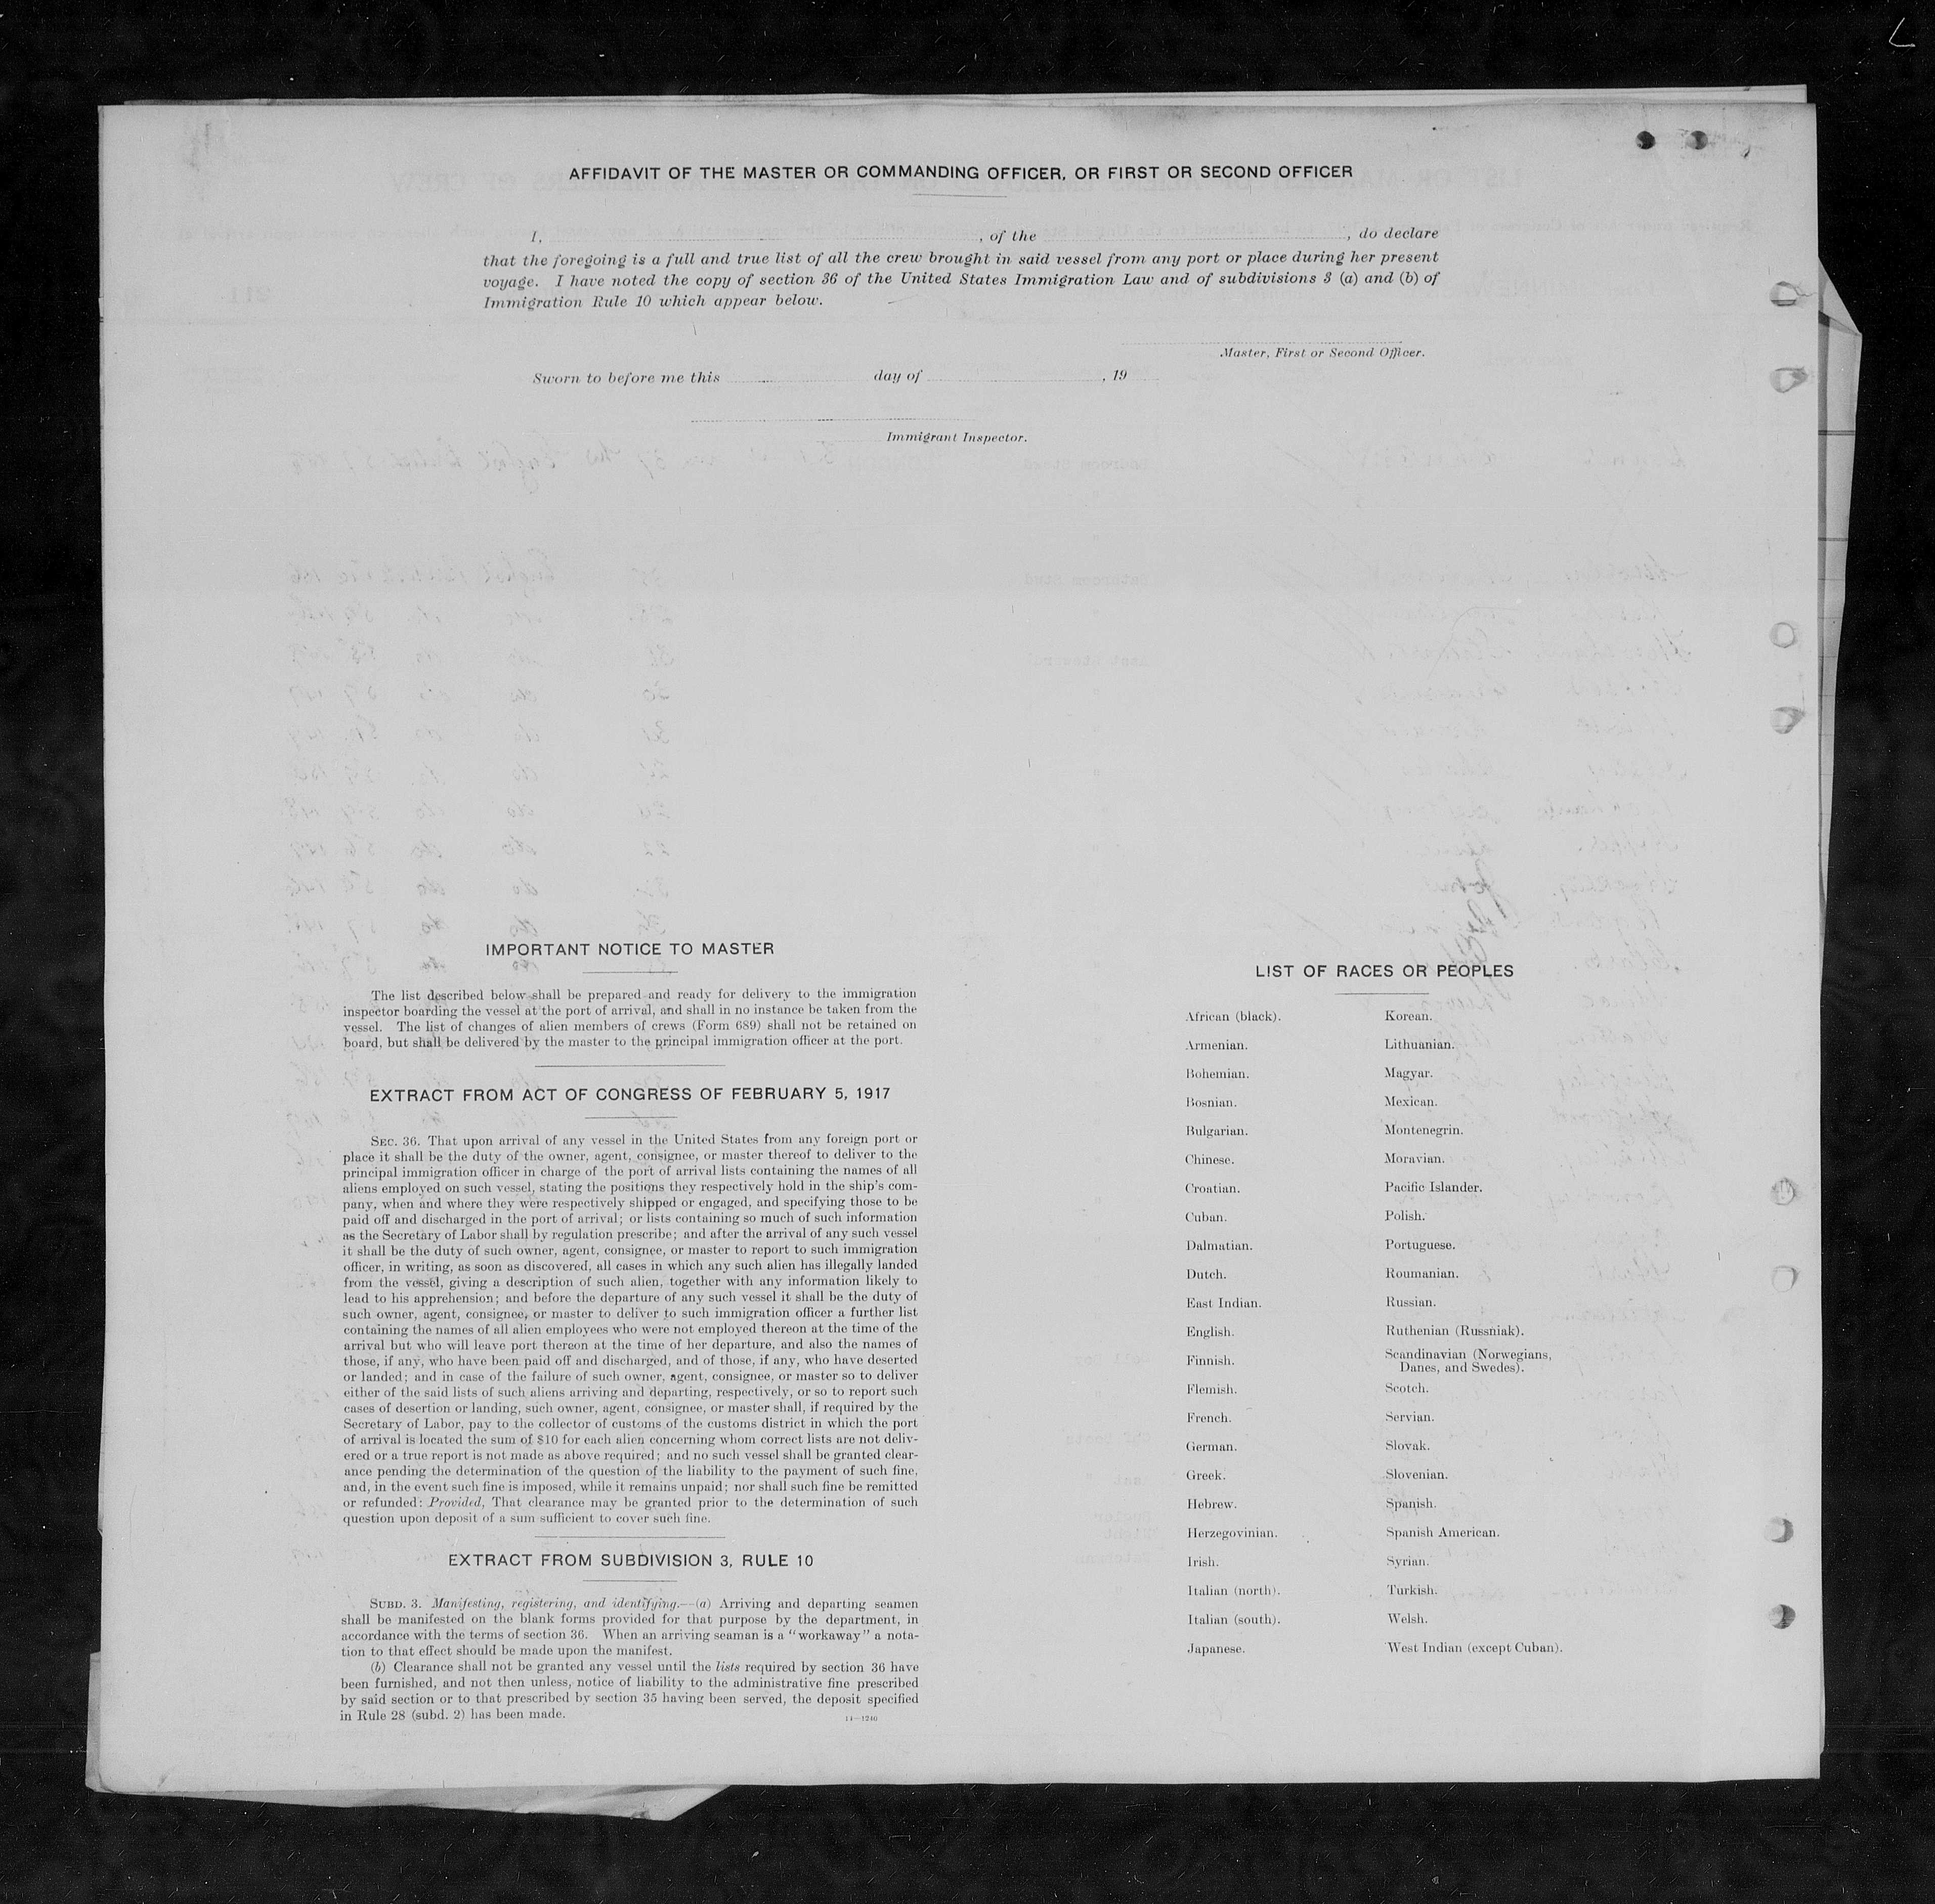 AFFIDAVIT OF THE MASTER OR COMMANDING OFFICER, OR FIRST OR SECOND OFFICER
I, , of the , do declare
that the foregoing is a full and true list of all the crew brought in said vessel from any port or place during her present
voyage. I have noted the copy of section 36 of the United States Immigration Law and of subdivisions 3 (a) and (b) of
Immigration Rule 10 which appear below.
Master, First or Second Officer.
Sworn to before me this day of , 19
Immigrant Inspector.
IMPORTANT NOTICE TO MASTER
The list described below shall be prepared and ready for delivery to the immigration
inspector boarding the vessel at the port of arrival, and shall in no instance be taken from the
vessel. The list of changes of alien members of crews (Form 689) shall not be retained on
board, but shall be delivered by the master to the principal immigration officer at the port.
EXTRACT FROM ACT OF CONGRESS OF FEBRUARY 5, 1917
SEC. 36. That upon arrival of any vessel in the United States from any foreign port or
place it shall be the duty of the owner, agent, consignee, or master thereof to deliver to the
principal immigration officer in charge of the port of arrival lists containing the names of all
aliens employed on such vessel, stating the positions they respectively hold in the ship's com-
pany, when and where they were respectively shipped or engaged, and specifying those to be
paid off and discharged in the port of arrival; or lists containing so much of such information
as the Secretary of Labor shall by regulation prescribe; and after the arrival of any such vessel
it shall be the duty of such owner, agent, consignee, or master to report to such immigration
officer, in writing, as soon as discovered, all cases in which any such alien has illegally landed
from the vessel, giving a description of such alien, together with any information likely to
lead to his apprehension; and before the departure of any such vessel it shall be the duty of
such owner, agent, consignee, or master to deliver to such immigration officer a further list
containing the names of all alien employees who were not employed thereon at the time of the
arrival but who will leave port thereon at the time of her departure, and also the names of
those, if any, who have been paid off and discharged, and of those, if any, who have deserted
or landed; and in case of the failure of such owner, agent, consignee, or master so to deliver
either of the said lists of such aliens arriving and departing, respectively, or so to report such
cases of desertion or landing, such owner, agent, consignee, or master shall, if required by the
Secretary of Labor, pay to the collector of customs of the customs district in which the port
of arrival is located the sum of $10 for each alien concerning whom correct lists are not deliv-
ered or a true report is not made as above required; and no such vessel shall be granted clear-
ance pending the determination of the question of the liability to the payment of such fine,
and, in the event such fine is imposed, while it remains unpaid; nor shall such fine be remitted
or refunded: Provided, That clearance may be granted prior to the determination of such
question upon deposit of a sum sufficient to cover such fine.
EXTRACT FROM SUBDIVISION 3, RULE 10
SUBD. 3. Manifesting, registering, and identifying.—(a) Arriving and departing seamen
shall be manifested on the blank forms provided for that purpose by the department, in
accordance with the terms of section 36. When an arriving seaman is a "workaway" a nota-
tion to that effect should be made upon the manifest.
(b) Clearance shall not be granted any vessel until the lists required by section 36 have
been furnished, and not then unless, notice of liability to the administrative fine prescribed
by said section or to that prescribed by section 35 having been served, the deposit specified
in Rule 28 (subd. 2) has been made.
14—1240
LIST OF RACES OR PEOPLES
African (black).
Armenian.
Bohemian.
Bosnian.
Bulgarian.
Chinese.
Croatian.
Cuban.
Dalmatian.
Dutch.
East Indian.
English.
Finnish.
Flemish.
French.
German.
Greek.
Hebrew.
Herzegovinian.
Irish.
Italian (north).
Italian (south).
Japanese.
Korean.
Lithuanian.
Magyar.
Mexican.
Montenegrin.
Moravian.
Pacific Islander.
Polish.
Portuguese.
Roumanian.
Russian.
Ruthenian (Russniak).
Scandinavian (Norwegians,
Danes, and Swedes).
Scotch.
Servian.
Slovak.
Slovenian.
Spanish.
Spanish American.
Syrian.
Turkish.
Welsh.
West Indian (except Cuban).